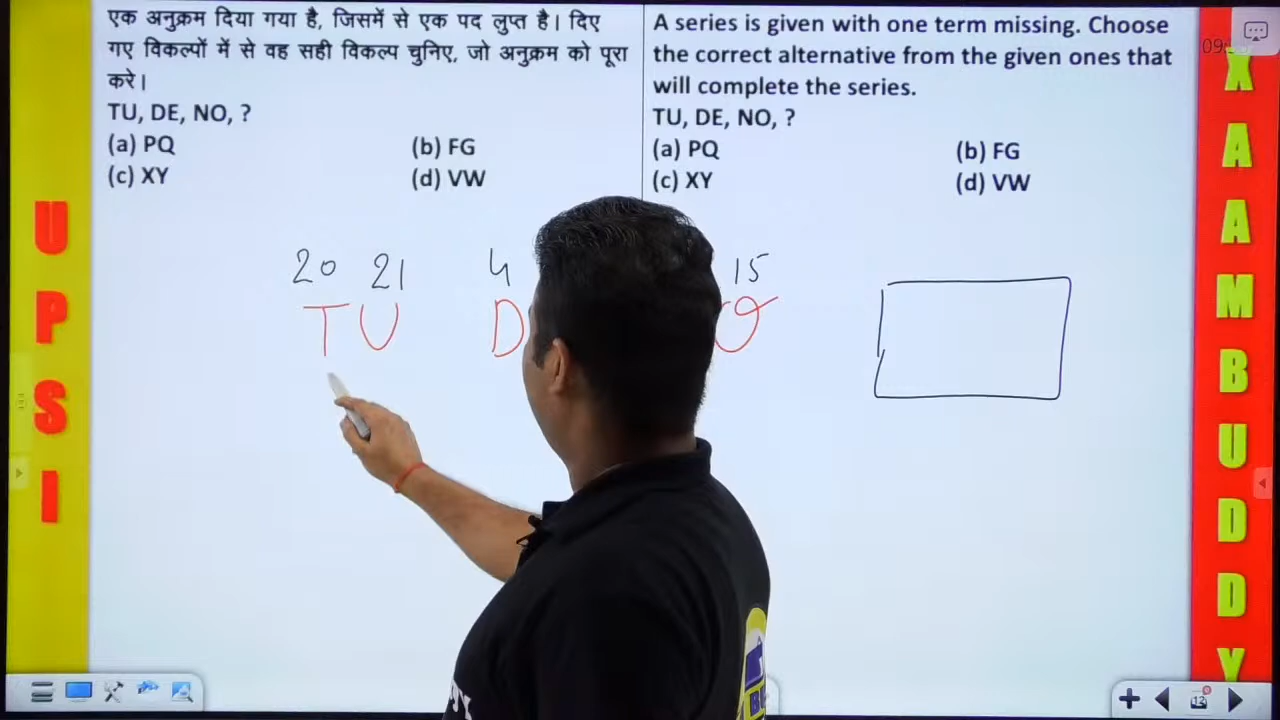 एक अनुक्रम दिया गया है, जिसमें से एक पद लुप्त है। दिए
गए विकल्पों में से वह सही विकल्प चुनिए, जो अनुक्रम को पूरा
करे।
TU, DE, NO, ?
(a) PQ (b) FG
(c) XY (d) VW
A series is given with one term missing. Choose
the correct alternative from the given ones that
will complete the series.
TU, DE, NO, ?
(a) PQ (b) FG
(c) XY (d) VW
20 21 4 15
T U D O
UPSI
XAAMBUDDY
12